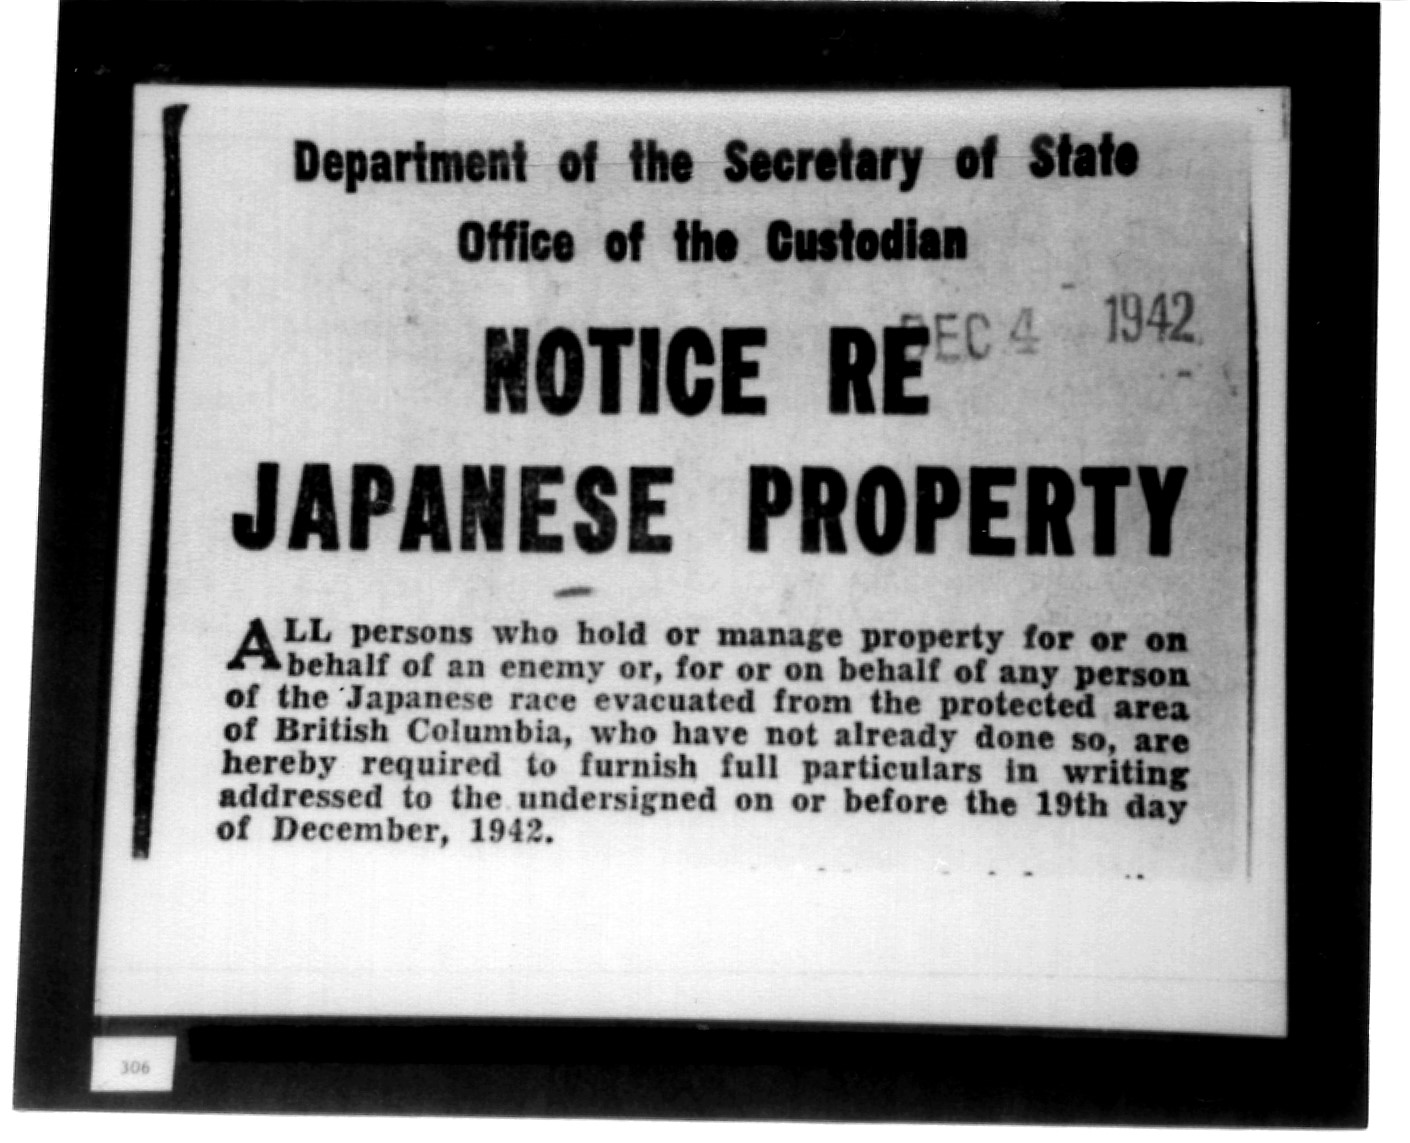 Department of the Secretary of State
Office of the Custodian
DEC 4 1942
NOTICE RE
JAPANESE PROPERTY
ALL persons who hold or manage property for or on
behalf of an enemy or, for or on behalf of any person
of the Japanese race evacuated from the protected area
of British Columbia, who have not already done so, are
hereby required to furnish full particulars in writing
addressed to the undersigned on or before the 19th day
of December, 1942.
306